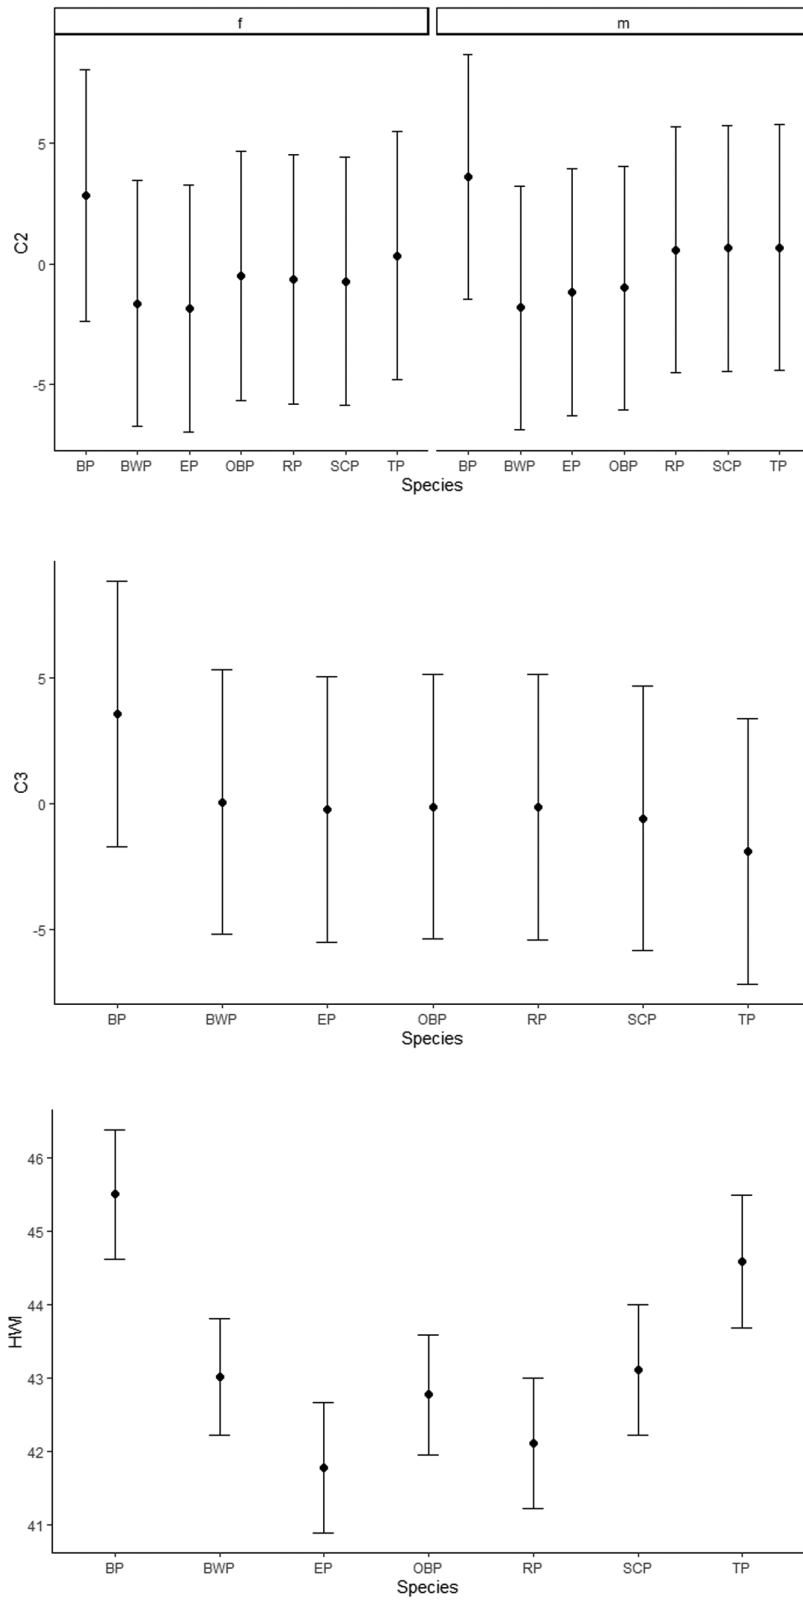 f m
C2
5
0
-5
BP BWP EP OBP RP SCP TP BP BWP EP OBP RP SCP TP
Species
C3
5
0
-5
BP BWP EP OBP RP SCP TP
Species
HWI
46
45
44
43
42
41
BP BWP EP OBP RP SCP TP
Species